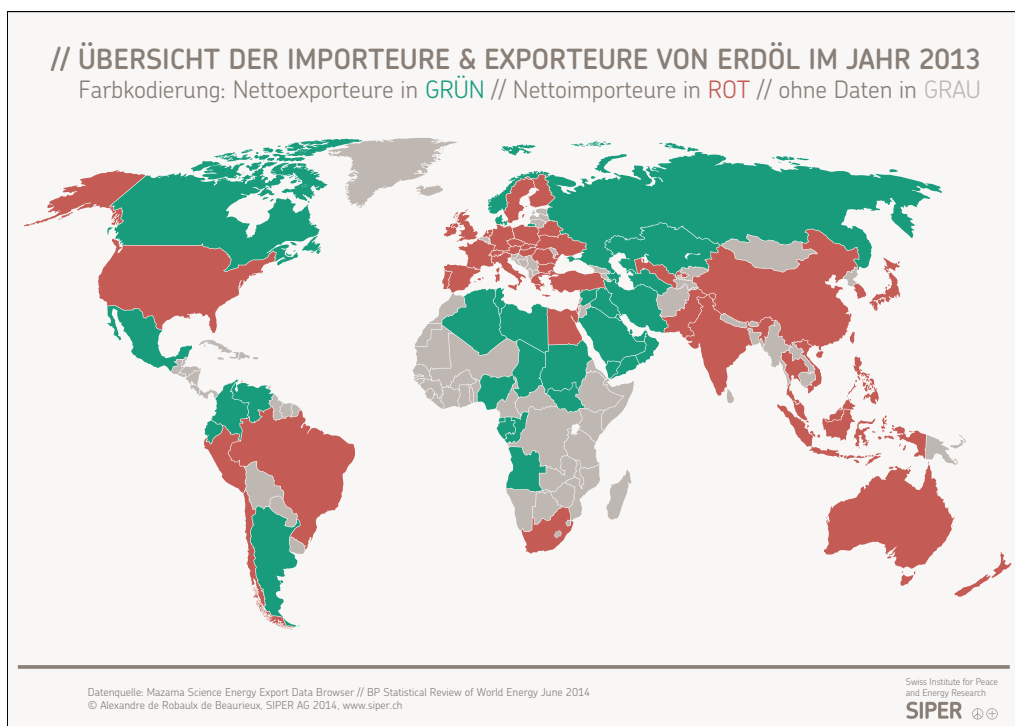 // ÜBERSICHT DER IMPORTEURE & EXPORTEURE VON ERDÖL IM JAHR 2013
Farbkodierung: Nettoexporteure in GRÜN // Nettoimporteure in ROT // ohne Daten in GRAU
Datenquelle: Mazama Science Energy Export Data Browser // BP Statistical Review of World Energy June 2014
© Alexandre de Robaulx de Beaurieux, SIPER AG 2014, www.siper.ch
Swiss Institute for Peace
and Energy Research
SIPER